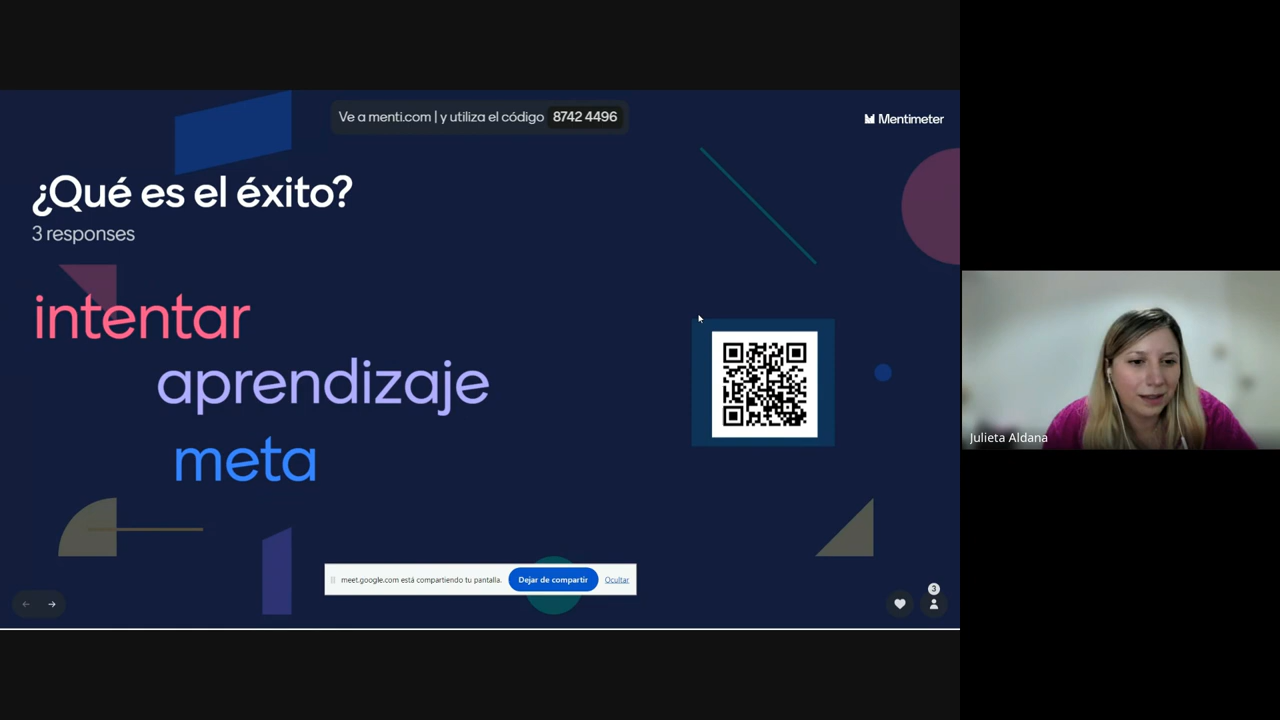 Ve a menti.com | y utiliza el código 8742 4496
Mentimeter
¿Qué es el éxito?
3 responses
intentar
aprendizaje
meta
Julieta Aldana
meet.google.com está compartiendo tu pantalla. Dejar de compartir Ocultar
3